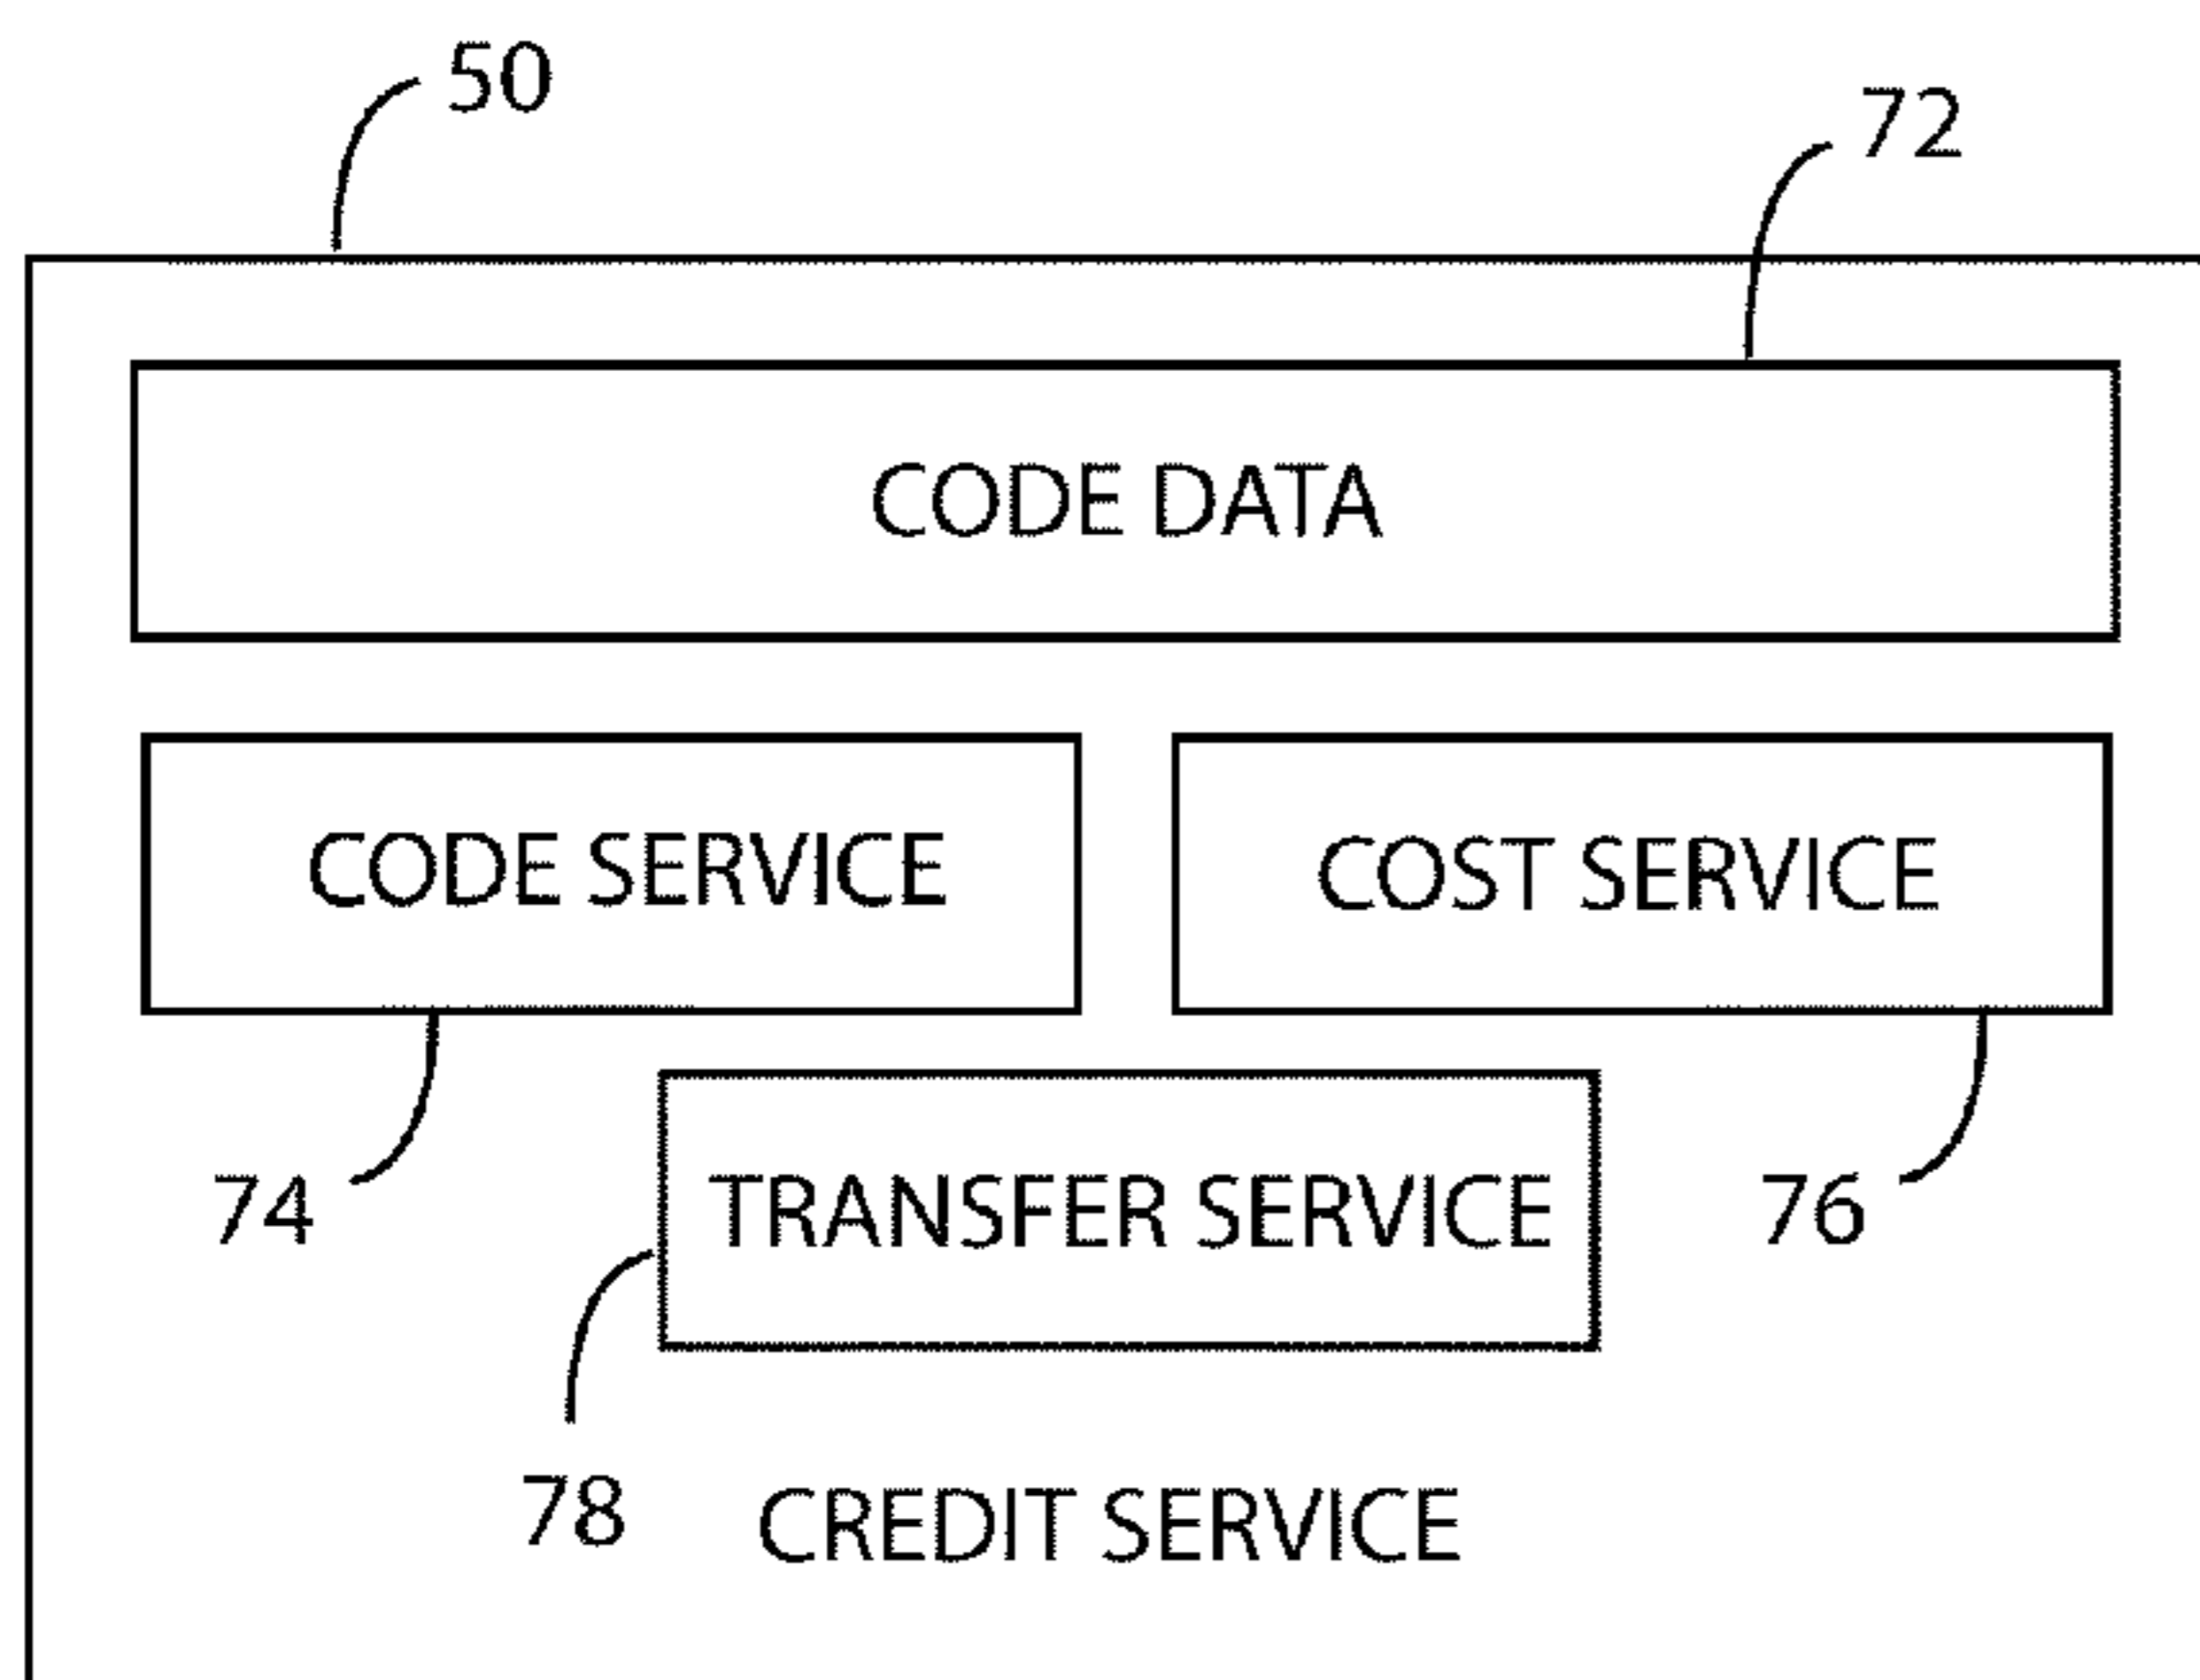 50
72
CODE DATA
CODE SERVICE
COST SERVICE
74
TRANSFER SERVICE
76
78
CREDIT SERVICE